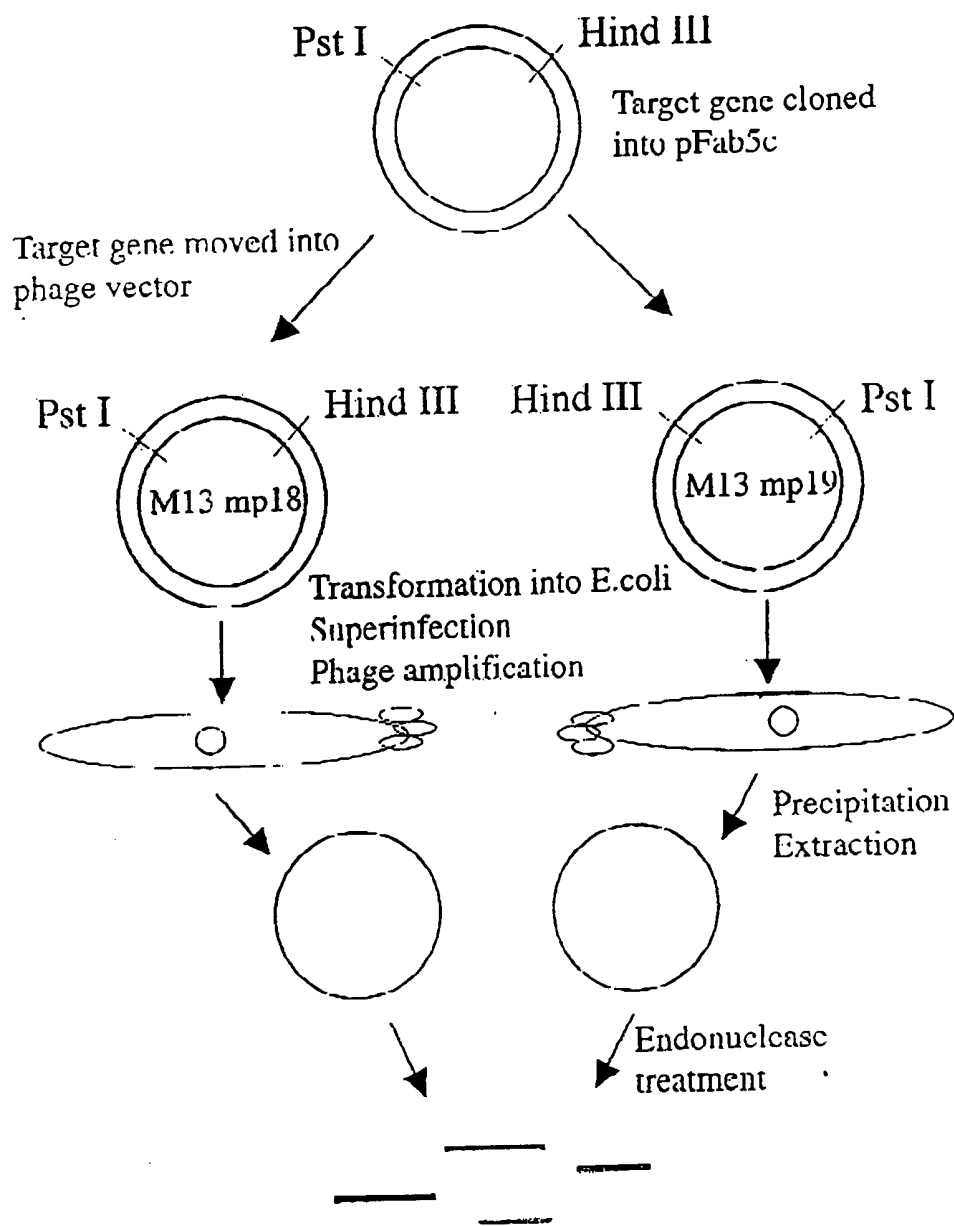 Pst I
Hind III
Target gene cloned
into pFab5c
Target gene moved into
phage vector
Pst I
Hind III
Hind III
Pst I
M13 mp18
M13 mp19
Transformation into E.coli
Superinfection
Phage amplification
Precipitation
Extraction
Endonuclease
treatment